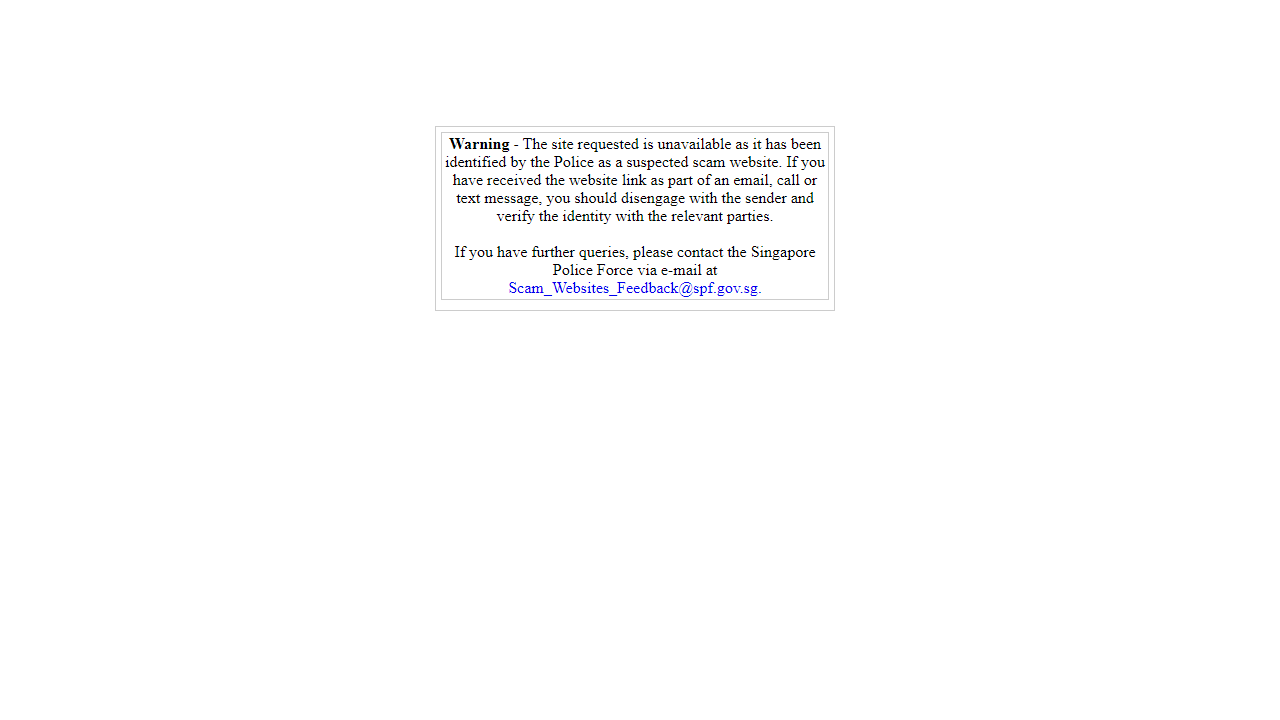 Warning - The site requested is unavailable as it has been
identified by the Police as a suspected scam website. If you
have received the website link as part of an email, call or
text message, you should disengage with the sender and
verify the identity with the relevant parties.
If you have further queries, please contact the Singapore
Police Force via e-mail at
Scam_Websites_Feedback@spf.gov.sg.